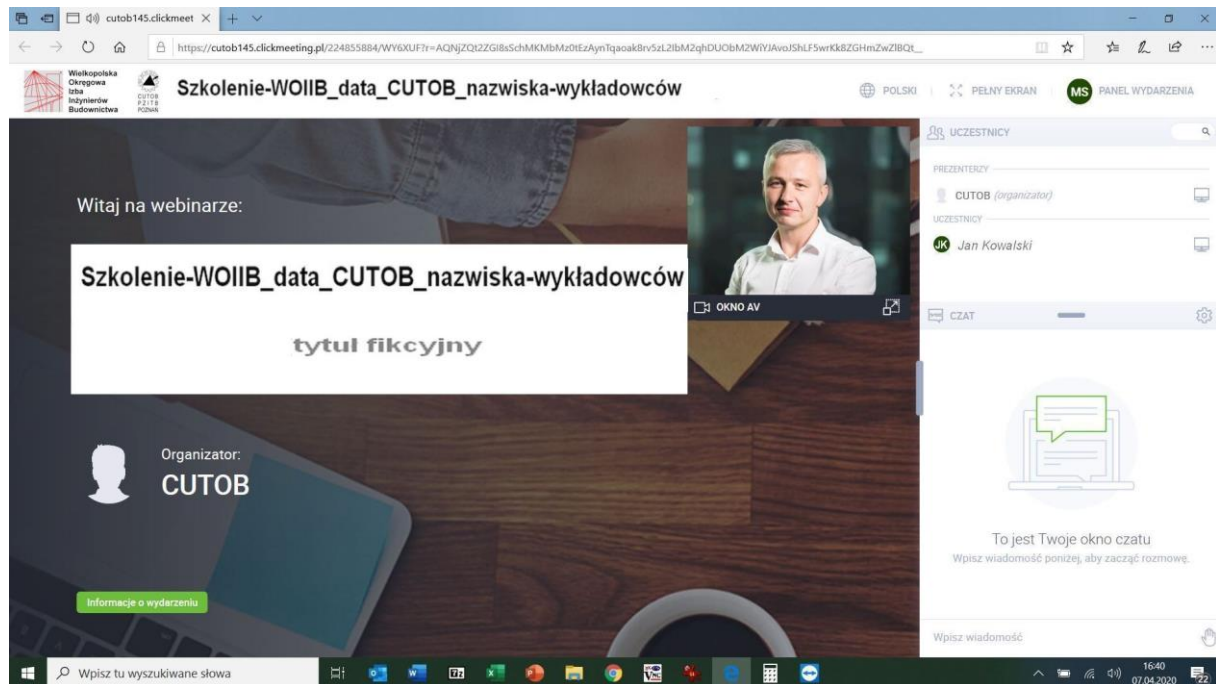 cutob145.clickmeet
https://cutob145.clickmeeting.pl/224855884/
Wielkopolska
Okręgowa
Izba
Inżynierów
Budownictwa
CUTOB
PZITB
POZNAŃ
Szkolenie-WOIIB_data_CUTOB_nazwiska-wykładowców
POLSKI
PEŁNY EKRAN
MS
PANEL WYDARZENIA
Witaj na webinarze:
Szkolenie-WOIIB_data_CUTOB_nazwiska-wykładowców
tytuł fikcyjny
OKNO AV
Organizator:
CUTOB
Informacje o wydarzeniu
UCZESTNICY
PREZENTERZY
CUTOB (organizator)
UCZESTNICY
JK Jan Kowalski
CZAT
To jest Twoje okno czatu
Wpisz wiadomość poniżej, aby zacząć rozmowę.
Wpisz wiadomość
Wpisz tu wyszukiwane słowa
16:40
07.04.2020
22